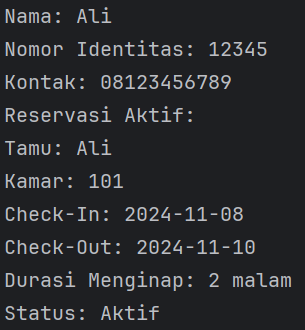 Nama: Ali
Nomor Identitas: 12345
Kontak: 08123456789
Reservasi Aktif:
Tamu: Ali
Kamar: 101
Check-In: 2024-11-08
Check-Out: 2024-11-10
Durasi Menginap: 2 malam
Status: Aktif